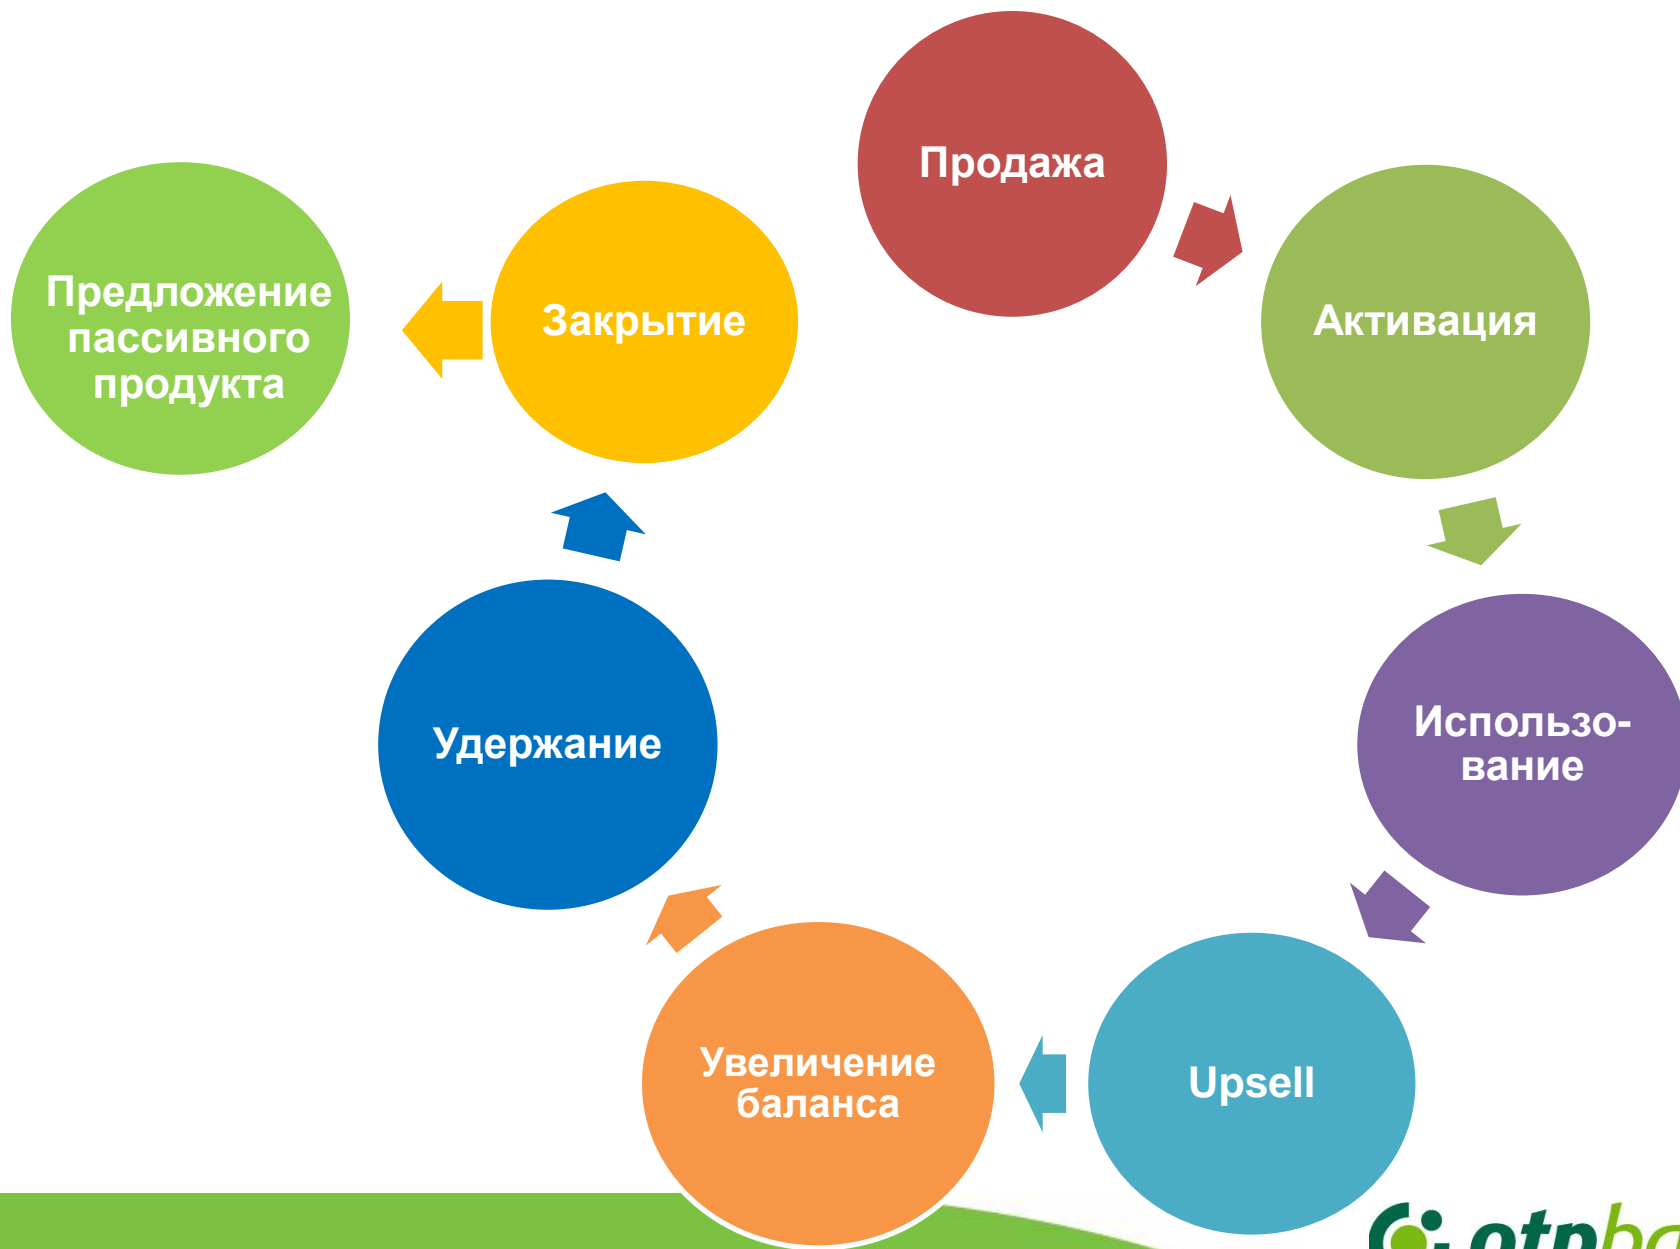 Продажа
Активация
Использо-
вание
Upsell
Увеличение
баланса
Удержание
Закрытие
Предложение
пассивного
продукта